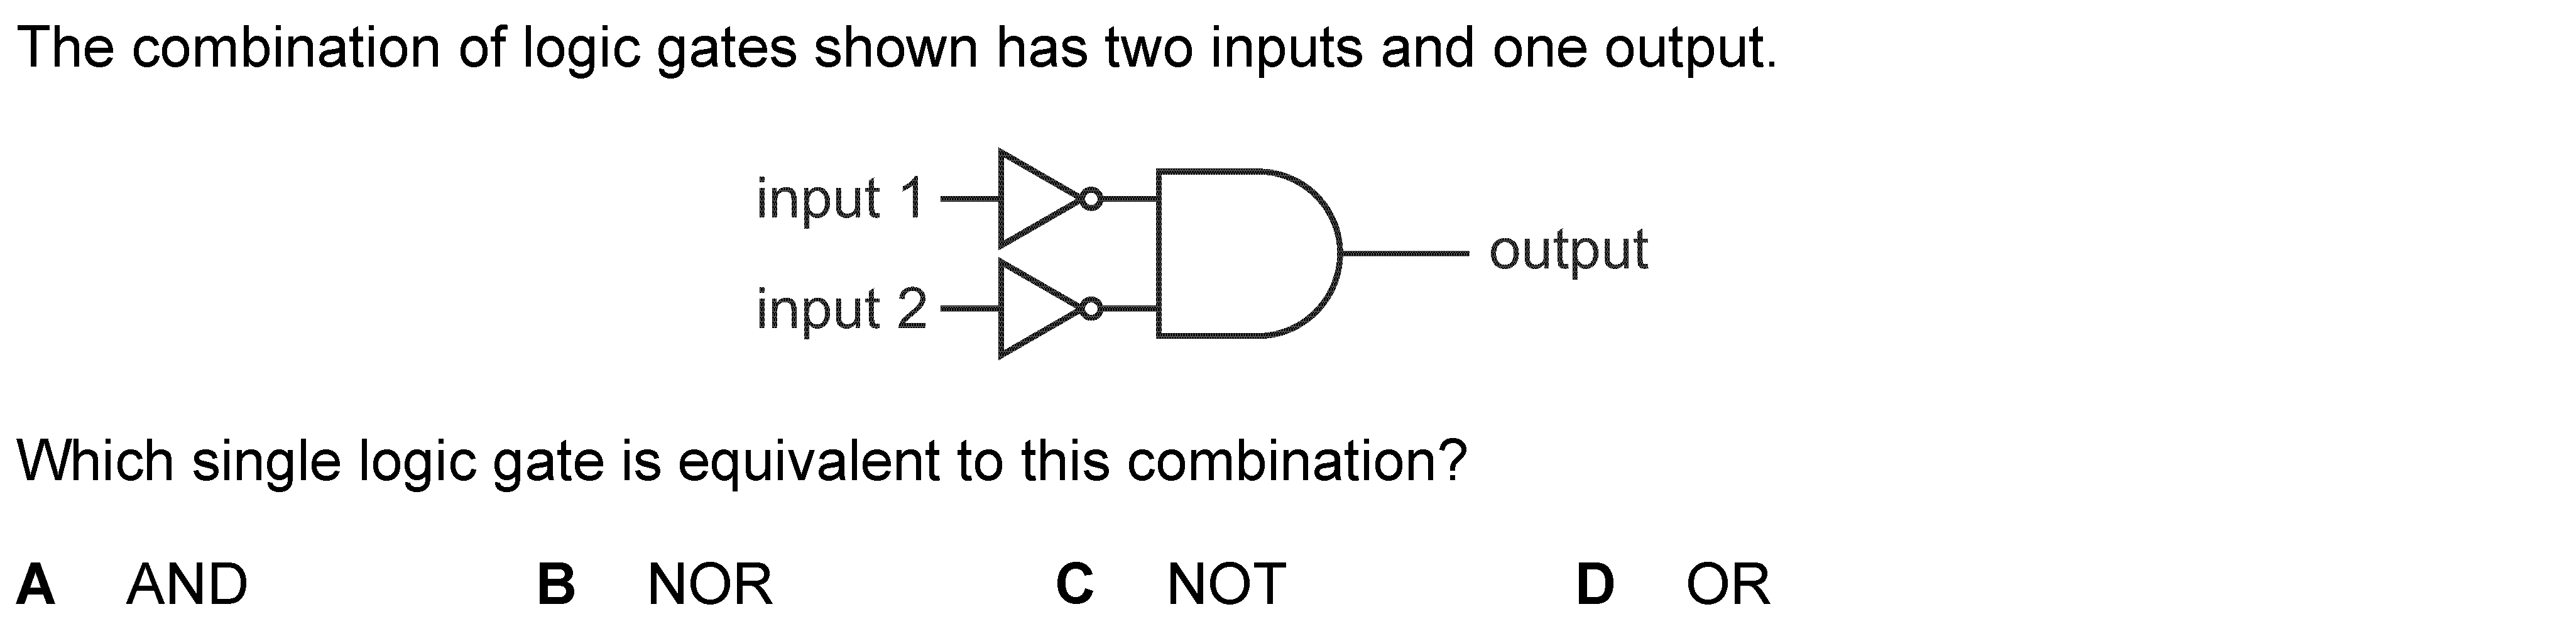 The combination of logic gates shown has two inputs and one output.
input 1
output
input 2
Which single logic gate is equivalent to this combination?
A AND B NOR C NOT D OR